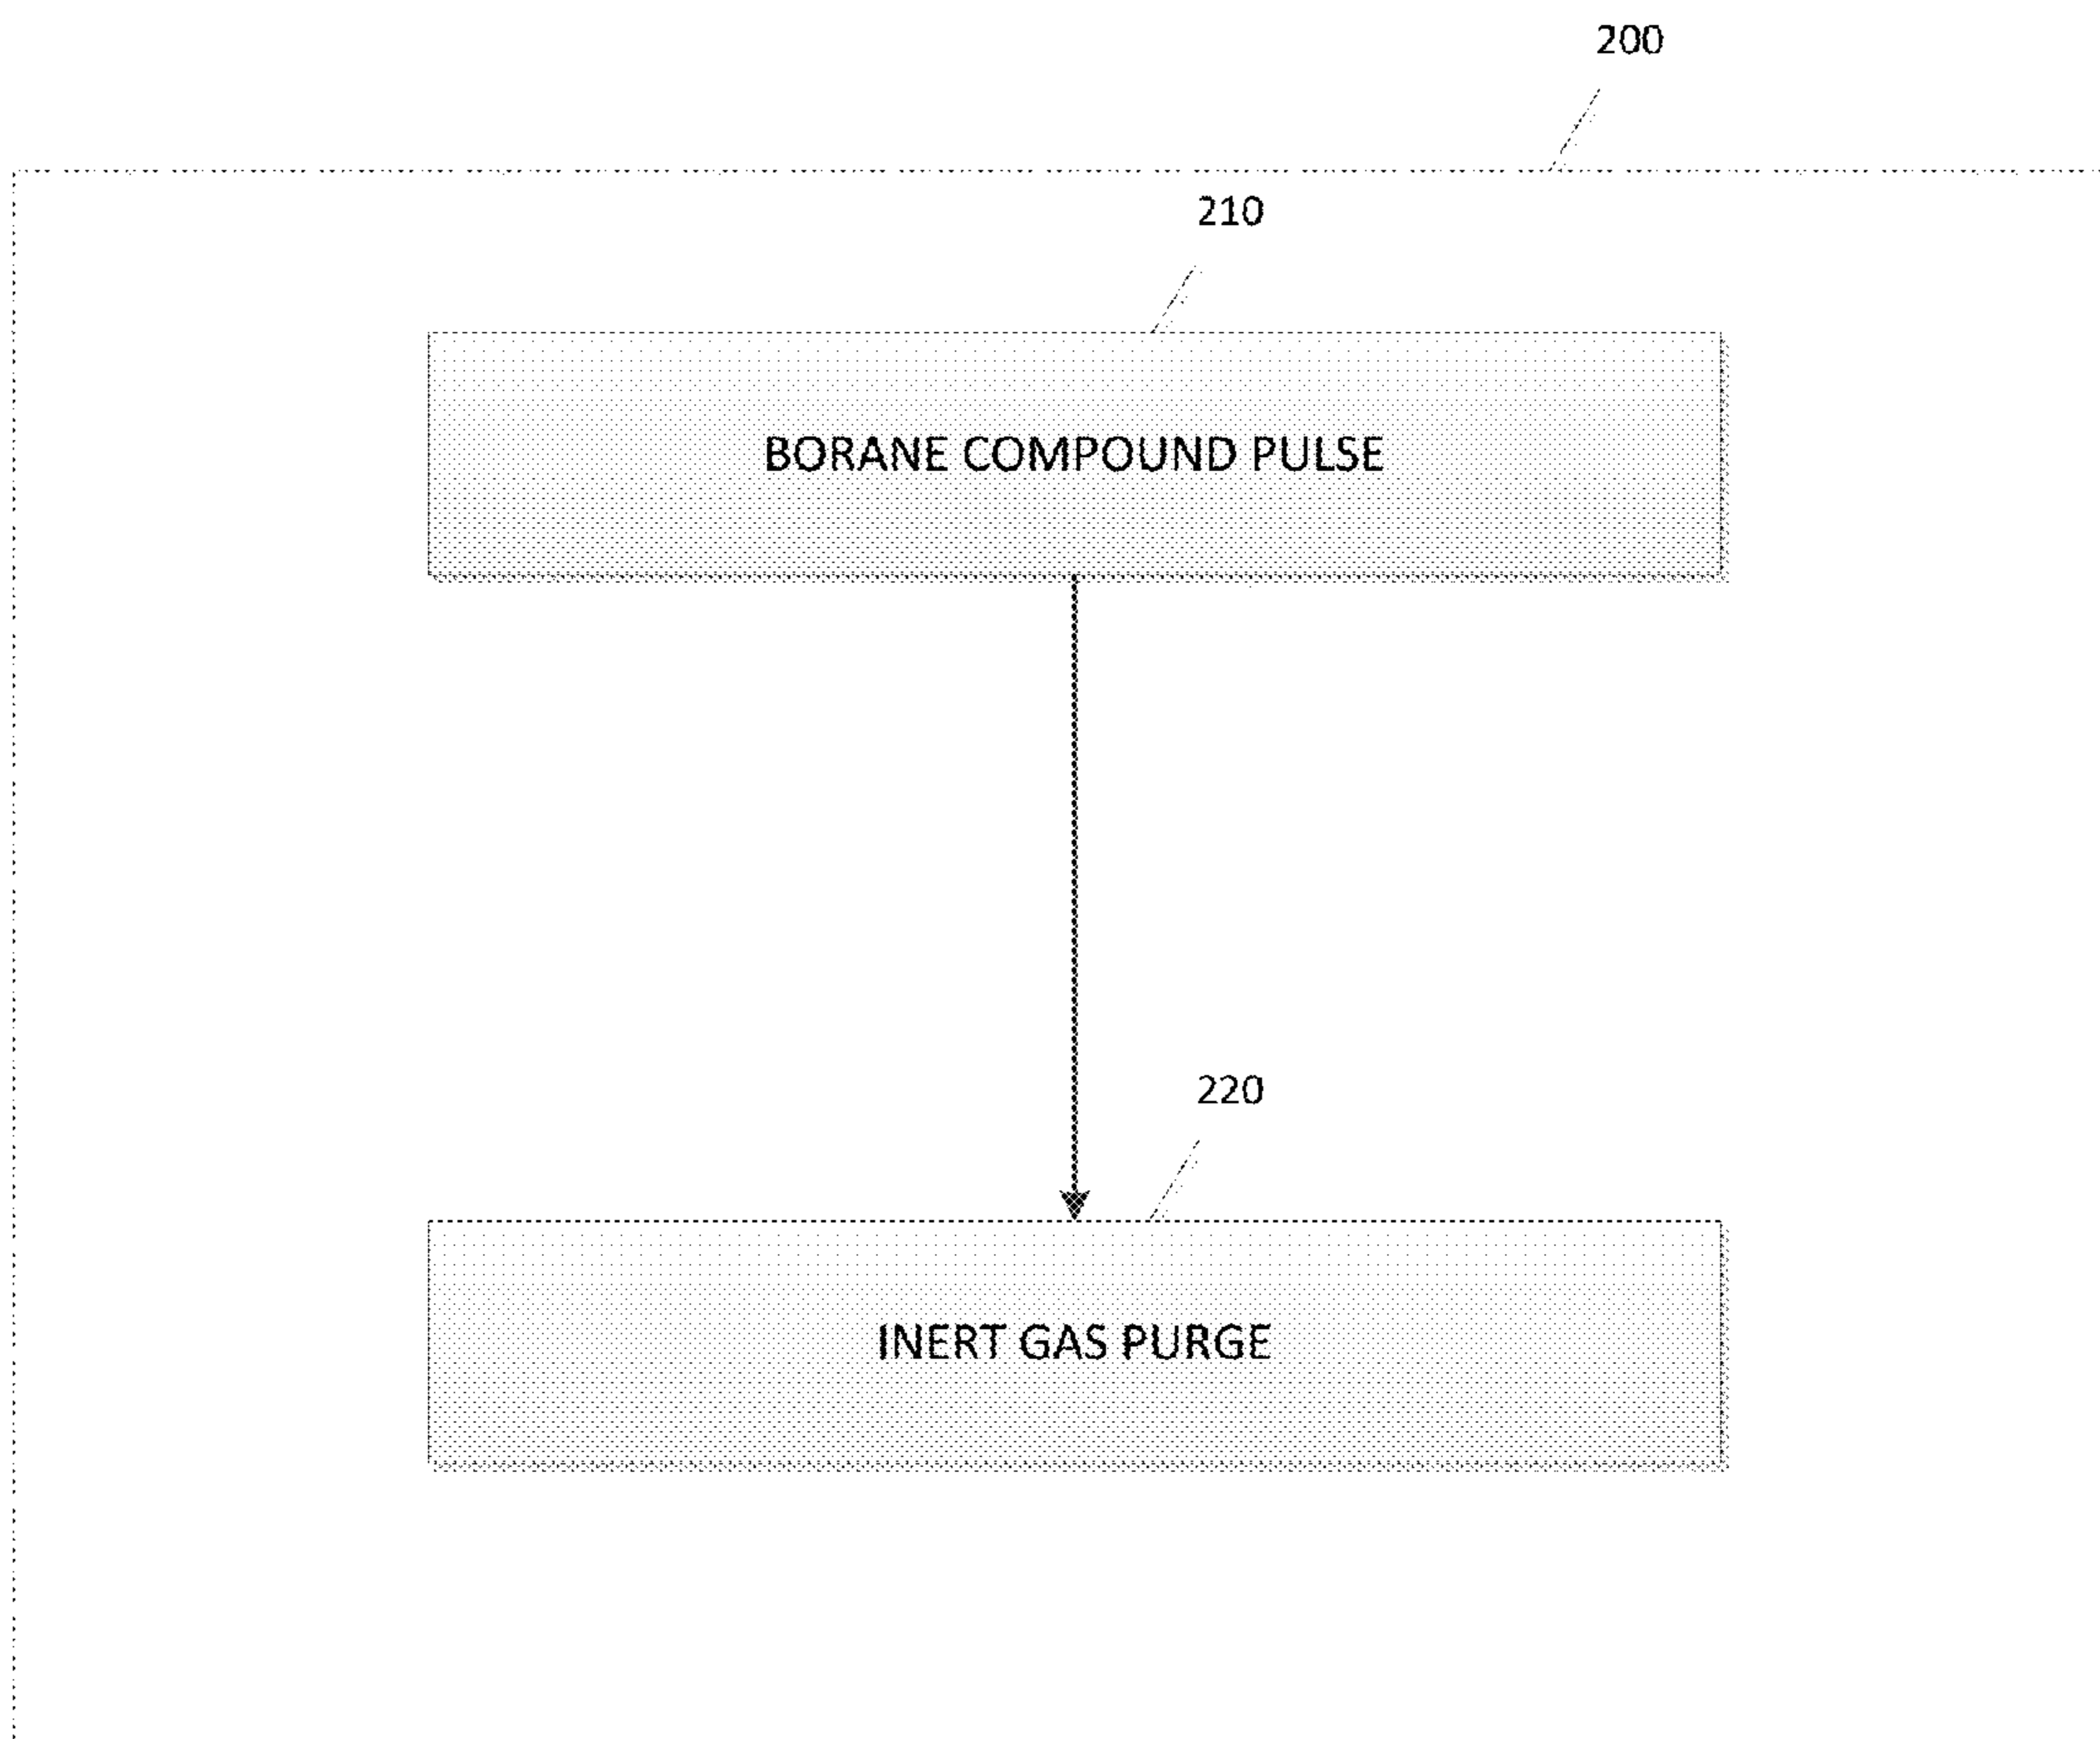 200
210
BORANE COMPOUND PULSE
220
INERT GAS PURGE